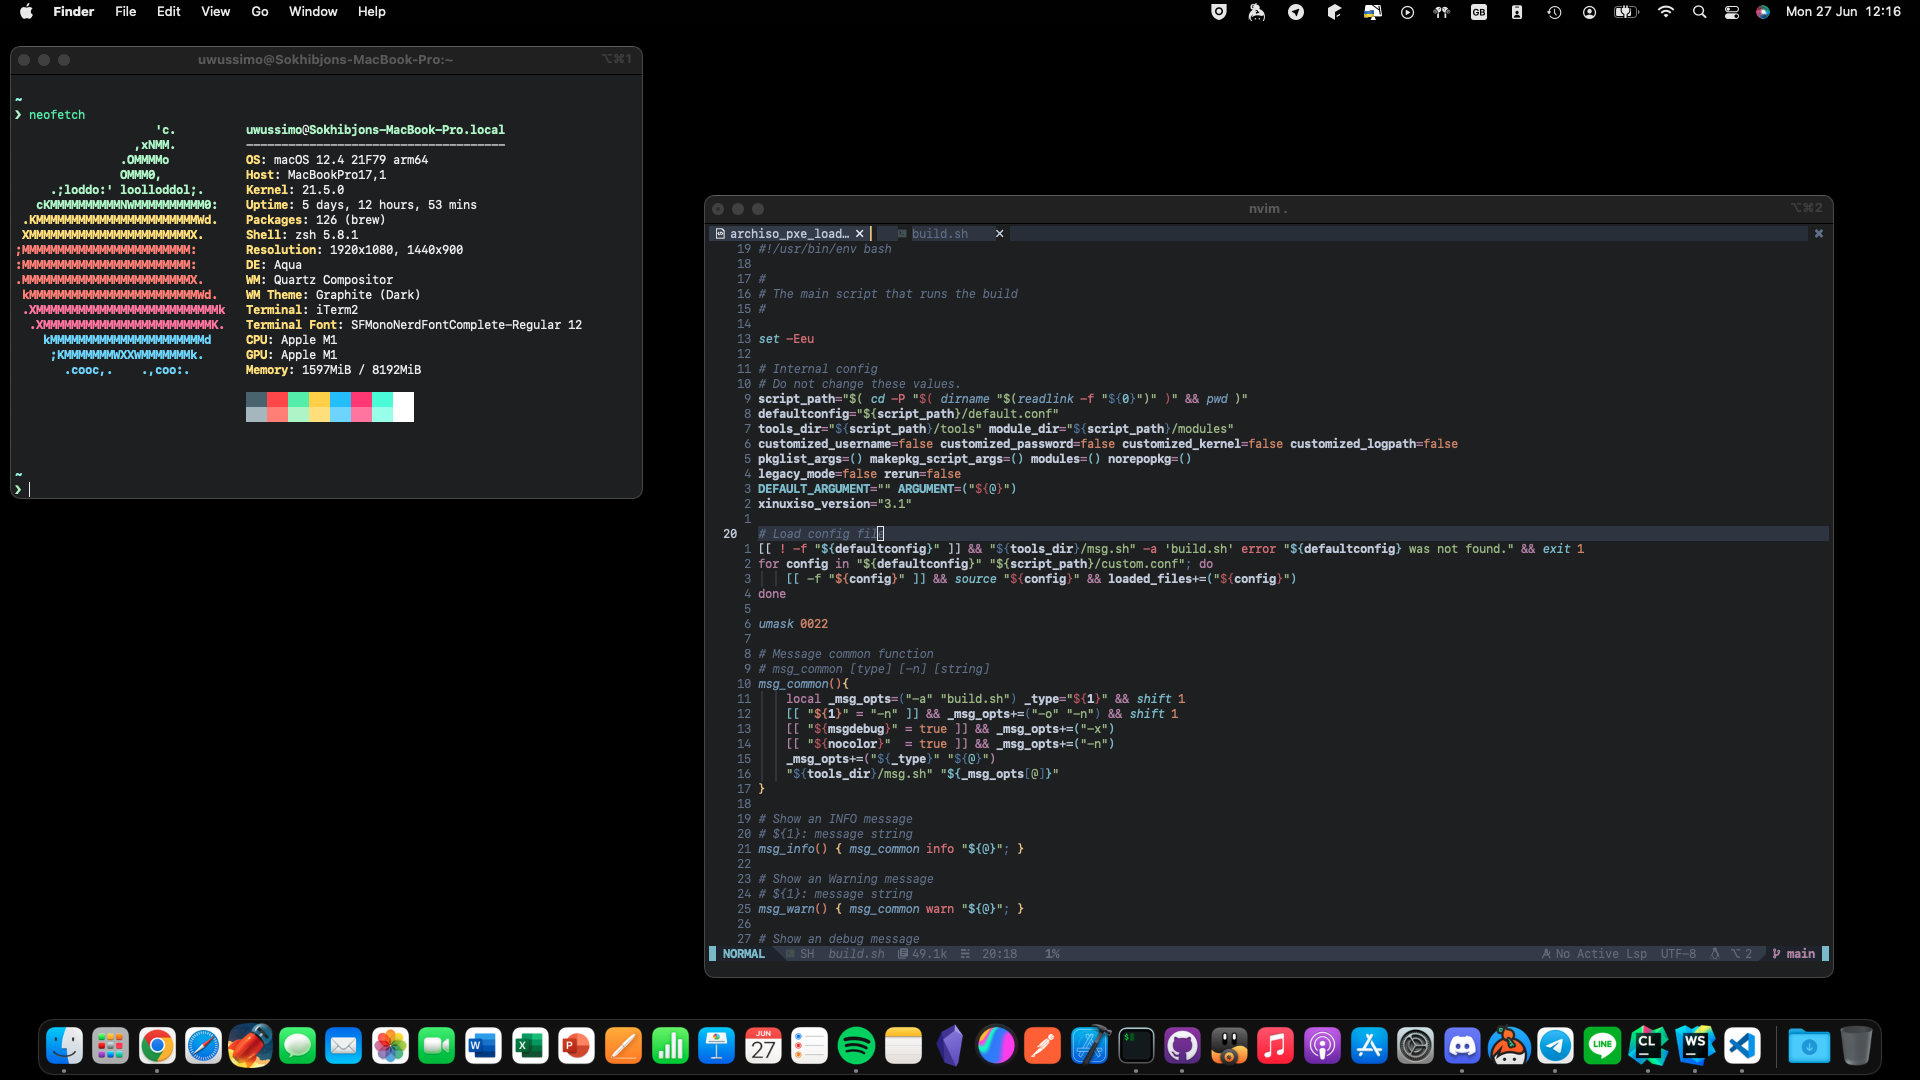 Finder File Edit View Go Window Help
GB
Mon 27 Jun 12:16
uwussimo@Sokhibjons-MacBook-Pro:~
⌥⌘1
~
❯ neofetch
'c.
,xNMM.
.OMMMMo
OMMM0,
.;loddo:' loolloddol;.
cKMMMMMMMMMMNWMMMMMMMMMM0:
.KMMMMMMMMMMMMMMMMMMMMMMMWd.
XMMMMMMMMMMMMMMMMMMMMMMMX.
;MMMMMMMMMMMMMMMMMMMMMMMM:
:MMMMMMMMMMMMMMMMMMMMMMMM:
.MMMMMMMMMMMMMMMMMMMMMMMMX.
kMMMMMMMMMMMMMMMMMMMMMMMMWd.
.XMMMMMMMMMMMMMMMMMMMMMMMMMMk
.XMMMMMMMMMMMMMMMMMMMMMMMMK.
kMMMMMMMMMMMMMMMMMMMMMMd
;KMMMMMMMWXXWMMMMMMMk.
.cooc,. .,coo:.
uwussimo@Sokhibjons-MacBook-Pro.local
-------------------------------------
OS: macOS 12.4 21F79 arm64
Host: MacBookPro17,1
Kernel: 21.5.0
Uptime: 5 days, 12 hours, 53 mins
Packages: 126 (brew)
Shell: zsh 5.8.1
Resolution: 1920x1080, 1440x900
DE: Aqua
WM: Quartz Compositor
WM Theme: Graphite (Dark)
Terminal: iTerm2
Terminal Font: SFMonoNerdFontComplete-Regular 12
CPU: Apple M1
GPU: Apple M1
Memory: 1597MiB / 8192MiB
~
❯
nvim .
⌥⌘2
archiso_pxe_load… × build.sh ×
19 #!/usr/bin/env bash
18
17 #
16 # The main script that runs the build
15 #
14
13 set -Eeu
12
11 # Internal config
10 # Do not change these values.
9 script_path="$( cd -P "$( dirname "$(readlink -f "${0}")" )" && pwd )"
8 defaultconfig="${script_path}/default.conf"
7 tools_dir="${script_path}/tools" module_dir="${script_path}/modules"
6 customized_username=false customized_password=false customized_kernel=false customized_logpath=false
5 pkglist_args=() makepkg_script_args=() modules=() norepopkg=()
4 legacy_mode=false rerun=false
3 DEFAULT_ARGUMENT="" ARGUMENT=("${@}")
2 xinuxiso_version="3.1"
1
20 # Load config file
1 [[ ! -f "${defaultconfig}" ]] && "${tools_dir}/msg.sh" -a 'build.sh' error "${defaultconfig} was not found." && exit 1
2 for config in "${defaultconfig}" "${script_path}/custom.conf"; do
3 [[ -f "${config}" ]] && source "${config}" && loaded_files+=("${config}")
4 done
5
6 umask 0022
7
8 # Message common function
9 # msg_common [type] [-n] [string]
10 msg_common(){
11 local _msg_opts=("-a" "build.sh") _type="${1}" && shift 1
12 [[ "${1}" = "-n" ]] && _msg_opts+=("-o" "-n") && shift 1
13 [[ "${msgdebug}" = true ]] && _msg_opts+=("-x")
14 [[ "${nocolor}" = true ]] && _msg_opts+=("-n")
15 _msg_opts+=("${_type}" "${@}")
16 "${tools_dir}/msg.sh" "${_msg_opts[@]}"
17 }
18
19 # Show an INFO message
20 # ${1}: message string
21 msg_info() { msg_common info "${@}"; }
22
23 # Show an Warning message
24 # ${1}: message string
25 msg_warn() { msg_common warn "${@}"; }
26
27 # Show an debug message
NORMAL SH build.sh 49.1k 20:18 1% No Active Lsp UTF-8 ⌥ 2 main
W X P JUN 27 $ LINE CL WS